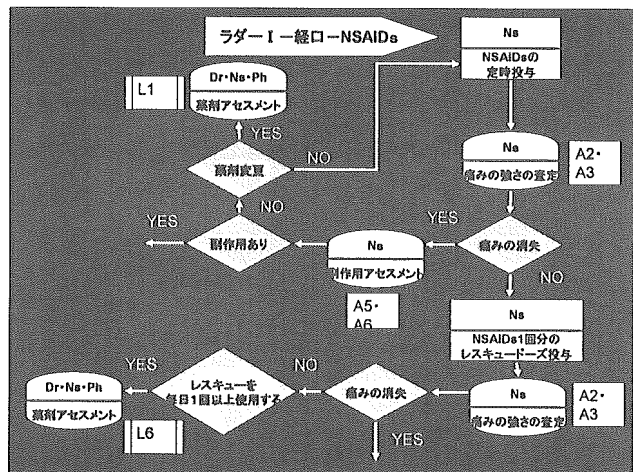 ラダーⅠ－経口－NSAIDs
Ns
NSAIDsの
定時投与
L1
Dr・Ns・Ph
薬剤アセスメント
YES
薬剤変更
NO
Ns
痛みの強さの査定
A2・
A3
NO
YES
副作用あり
Ns
副作用アセスメント
A5・
A6
YES
痛みの消失
NO
Ns
NSAIDs1回分の
レスキュードーズ投与
Ns
痛みの強さの査定
A2・
A3
痛みの消失
YES
NO
レスキューを
毎日1回以上使用する
YES
Dr・Ns・Ph
薬剤アセスメント
L6